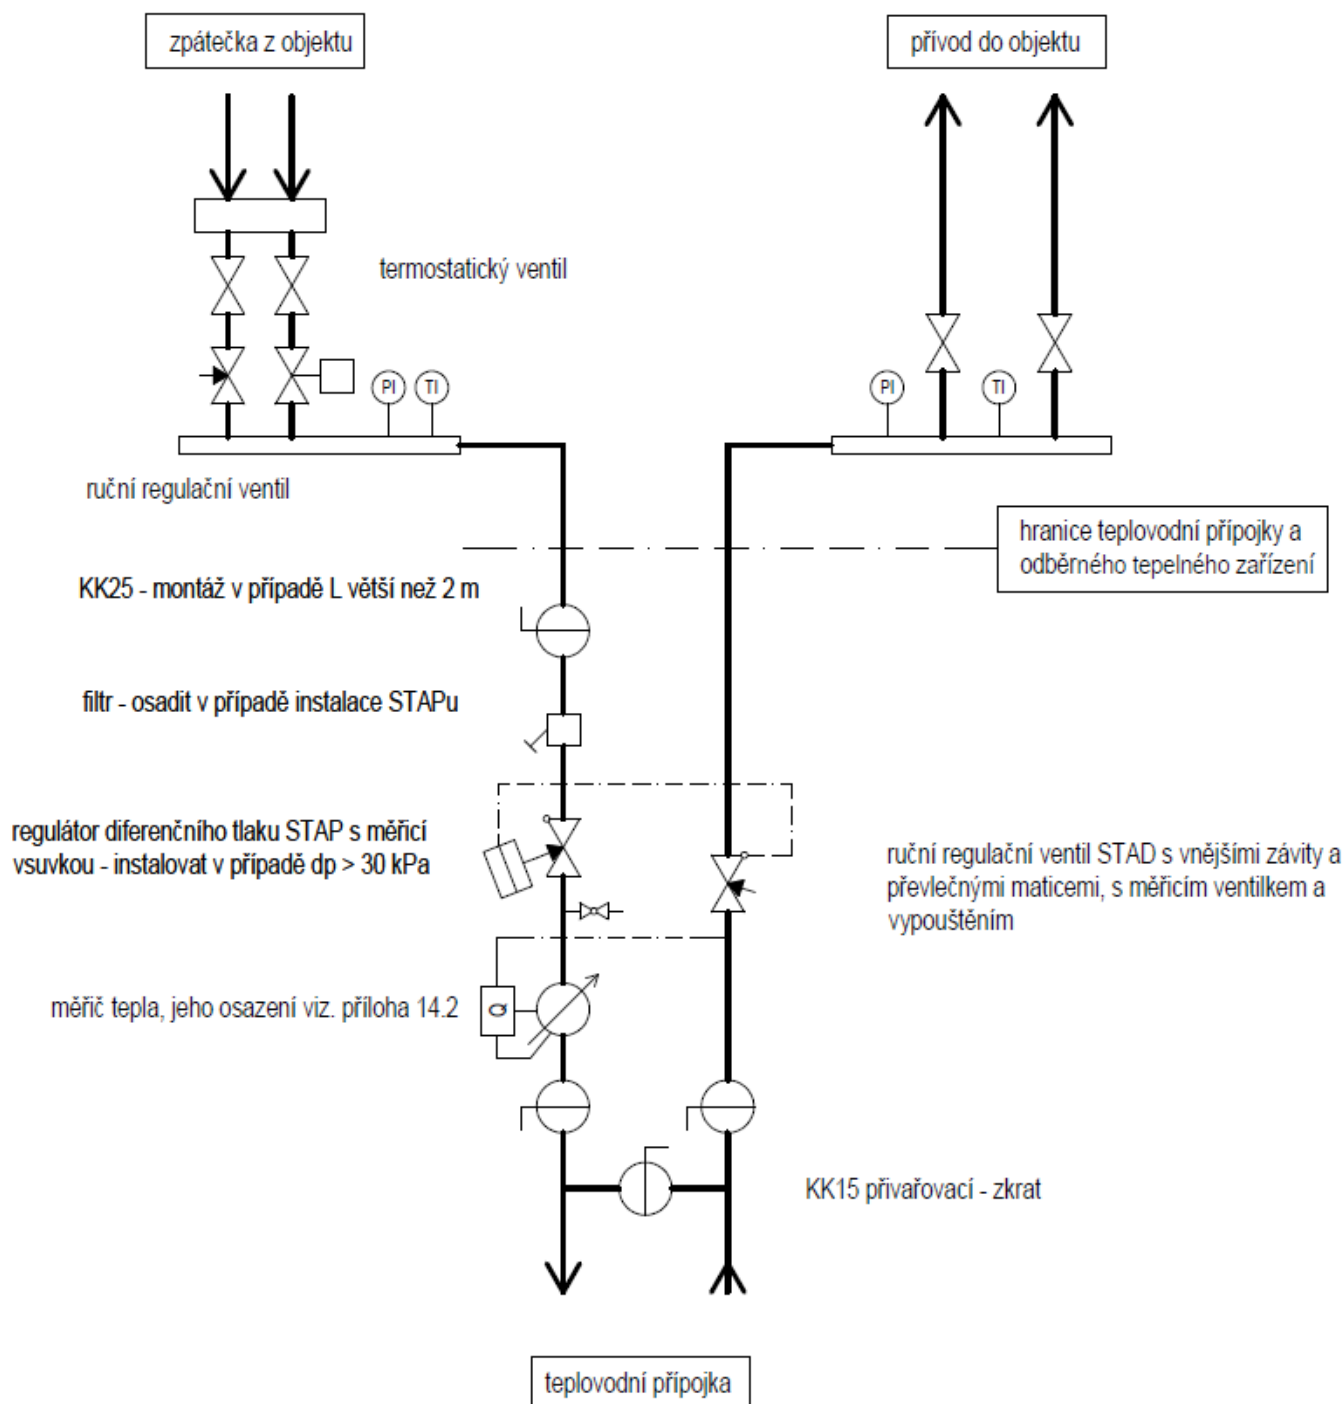 zpátečka z objektu
přívod do objektu
termostatický ventil
PI
TI
PI
TI
ruční regulační ventil
hranice teplovodní přípojky a
odběrného tepelného zařízení
KK25 - montáž v případě L větší než 2 m
filtr - osadit v případě instalace STAPu
regulátor diferenčního tlaku STAP s měřicí
vsuvkou - instalovat v případě dp > 30 kPa
ruční regulační ventil STAD s vnějšími závity a
převlečnými maticemi, s měřicím ventilkem a
vypouštěním
měřič tepla, jeho osazení viz. příloha 14.2
Q
KK15 přivařovací - zkrat
teplovodní přípojka